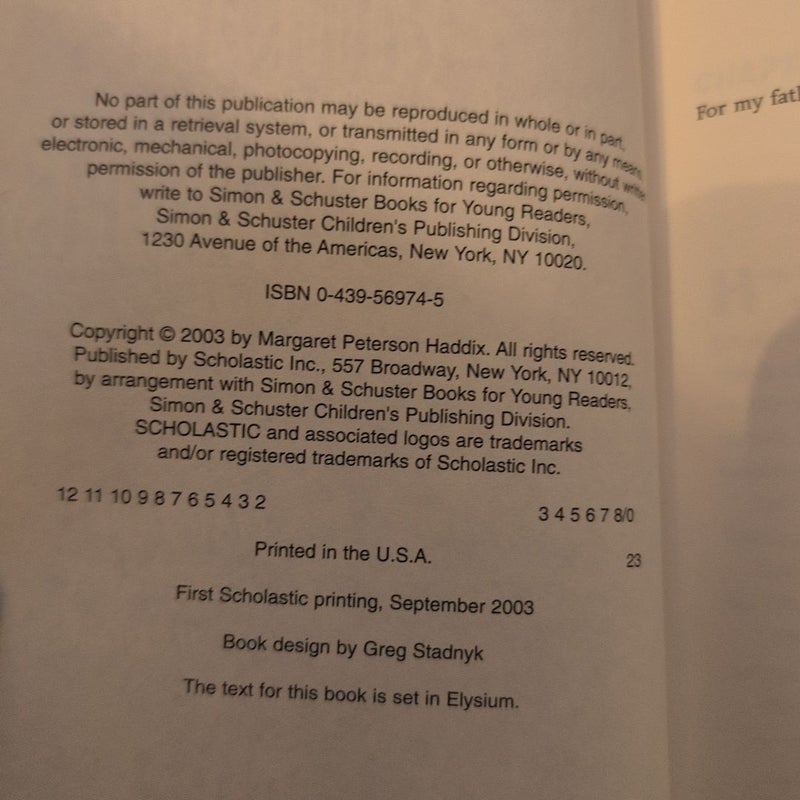 No part of this publication may be reproduced in whole or in part,
or stored in a retrieval system, or transmitted in any form or by any means
electronic, mechanical, photocopying, recording, or otherwise, without
permission of the publisher. For information regarding permission,
write to Simon & Schuster Books for Young Readers,
Simon & Schuster Children's Publishing Division,
1230 Avenue of the Americas, New York, NY 10020.
ISBN 0-439-56974-5
Copyright © 2003 by Margaret Peterson Haddix. All rights reserved.
Published by Scholastic Inc., 557 Broadway, New York, NY 10012,
by arrangement with Simon & Schuster Books for Young Readers,
Simon & Schuster Children's Publishing Division.
SCHOLASTIC and associated logos are trademarks
and/or registered trademarks of Scholastic Inc.
12 11 10 9 8 7 6 5 4 3 2 3 4 5 6 7 8/0
Printed in the U.S.A. 23
First Scholastic printing, September 2003
Book design by Greg Stadnyk
The text for this book is set in Elysium.
For my fath